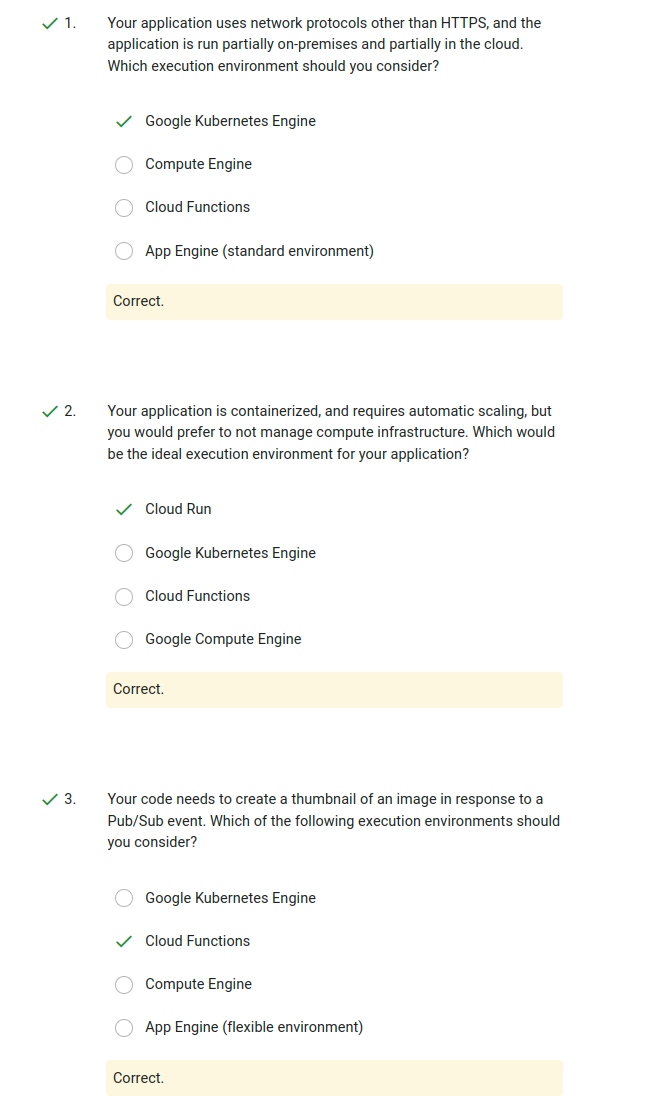 1. Your application uses network protocols other than HTTPS, and the
application is run partially on-premises and partially in the cloud.
Which execution environment should you consider?
Google Kubernetes Engine
Compute Engine
Cloud Functions
App Engine (standard environment)
Correct.
2. Your application is containerized, and requires automatic scaling, but
you would prefer to not manage compute infrastructure. Which would
be the ideal execution environment for your application?
Cloud Run
Google Kubernetes Engine
Cloud Functions
Google Compute Engine
Correct.
3. Your code needs to create a thumbnail of an image in response to a
Pub/Sub event. Which of the following execution environments should
you consider?
Google Kubernetes Engine
Cloud Functions
Compute Engine
App Engine (flexible environment)
Correct.